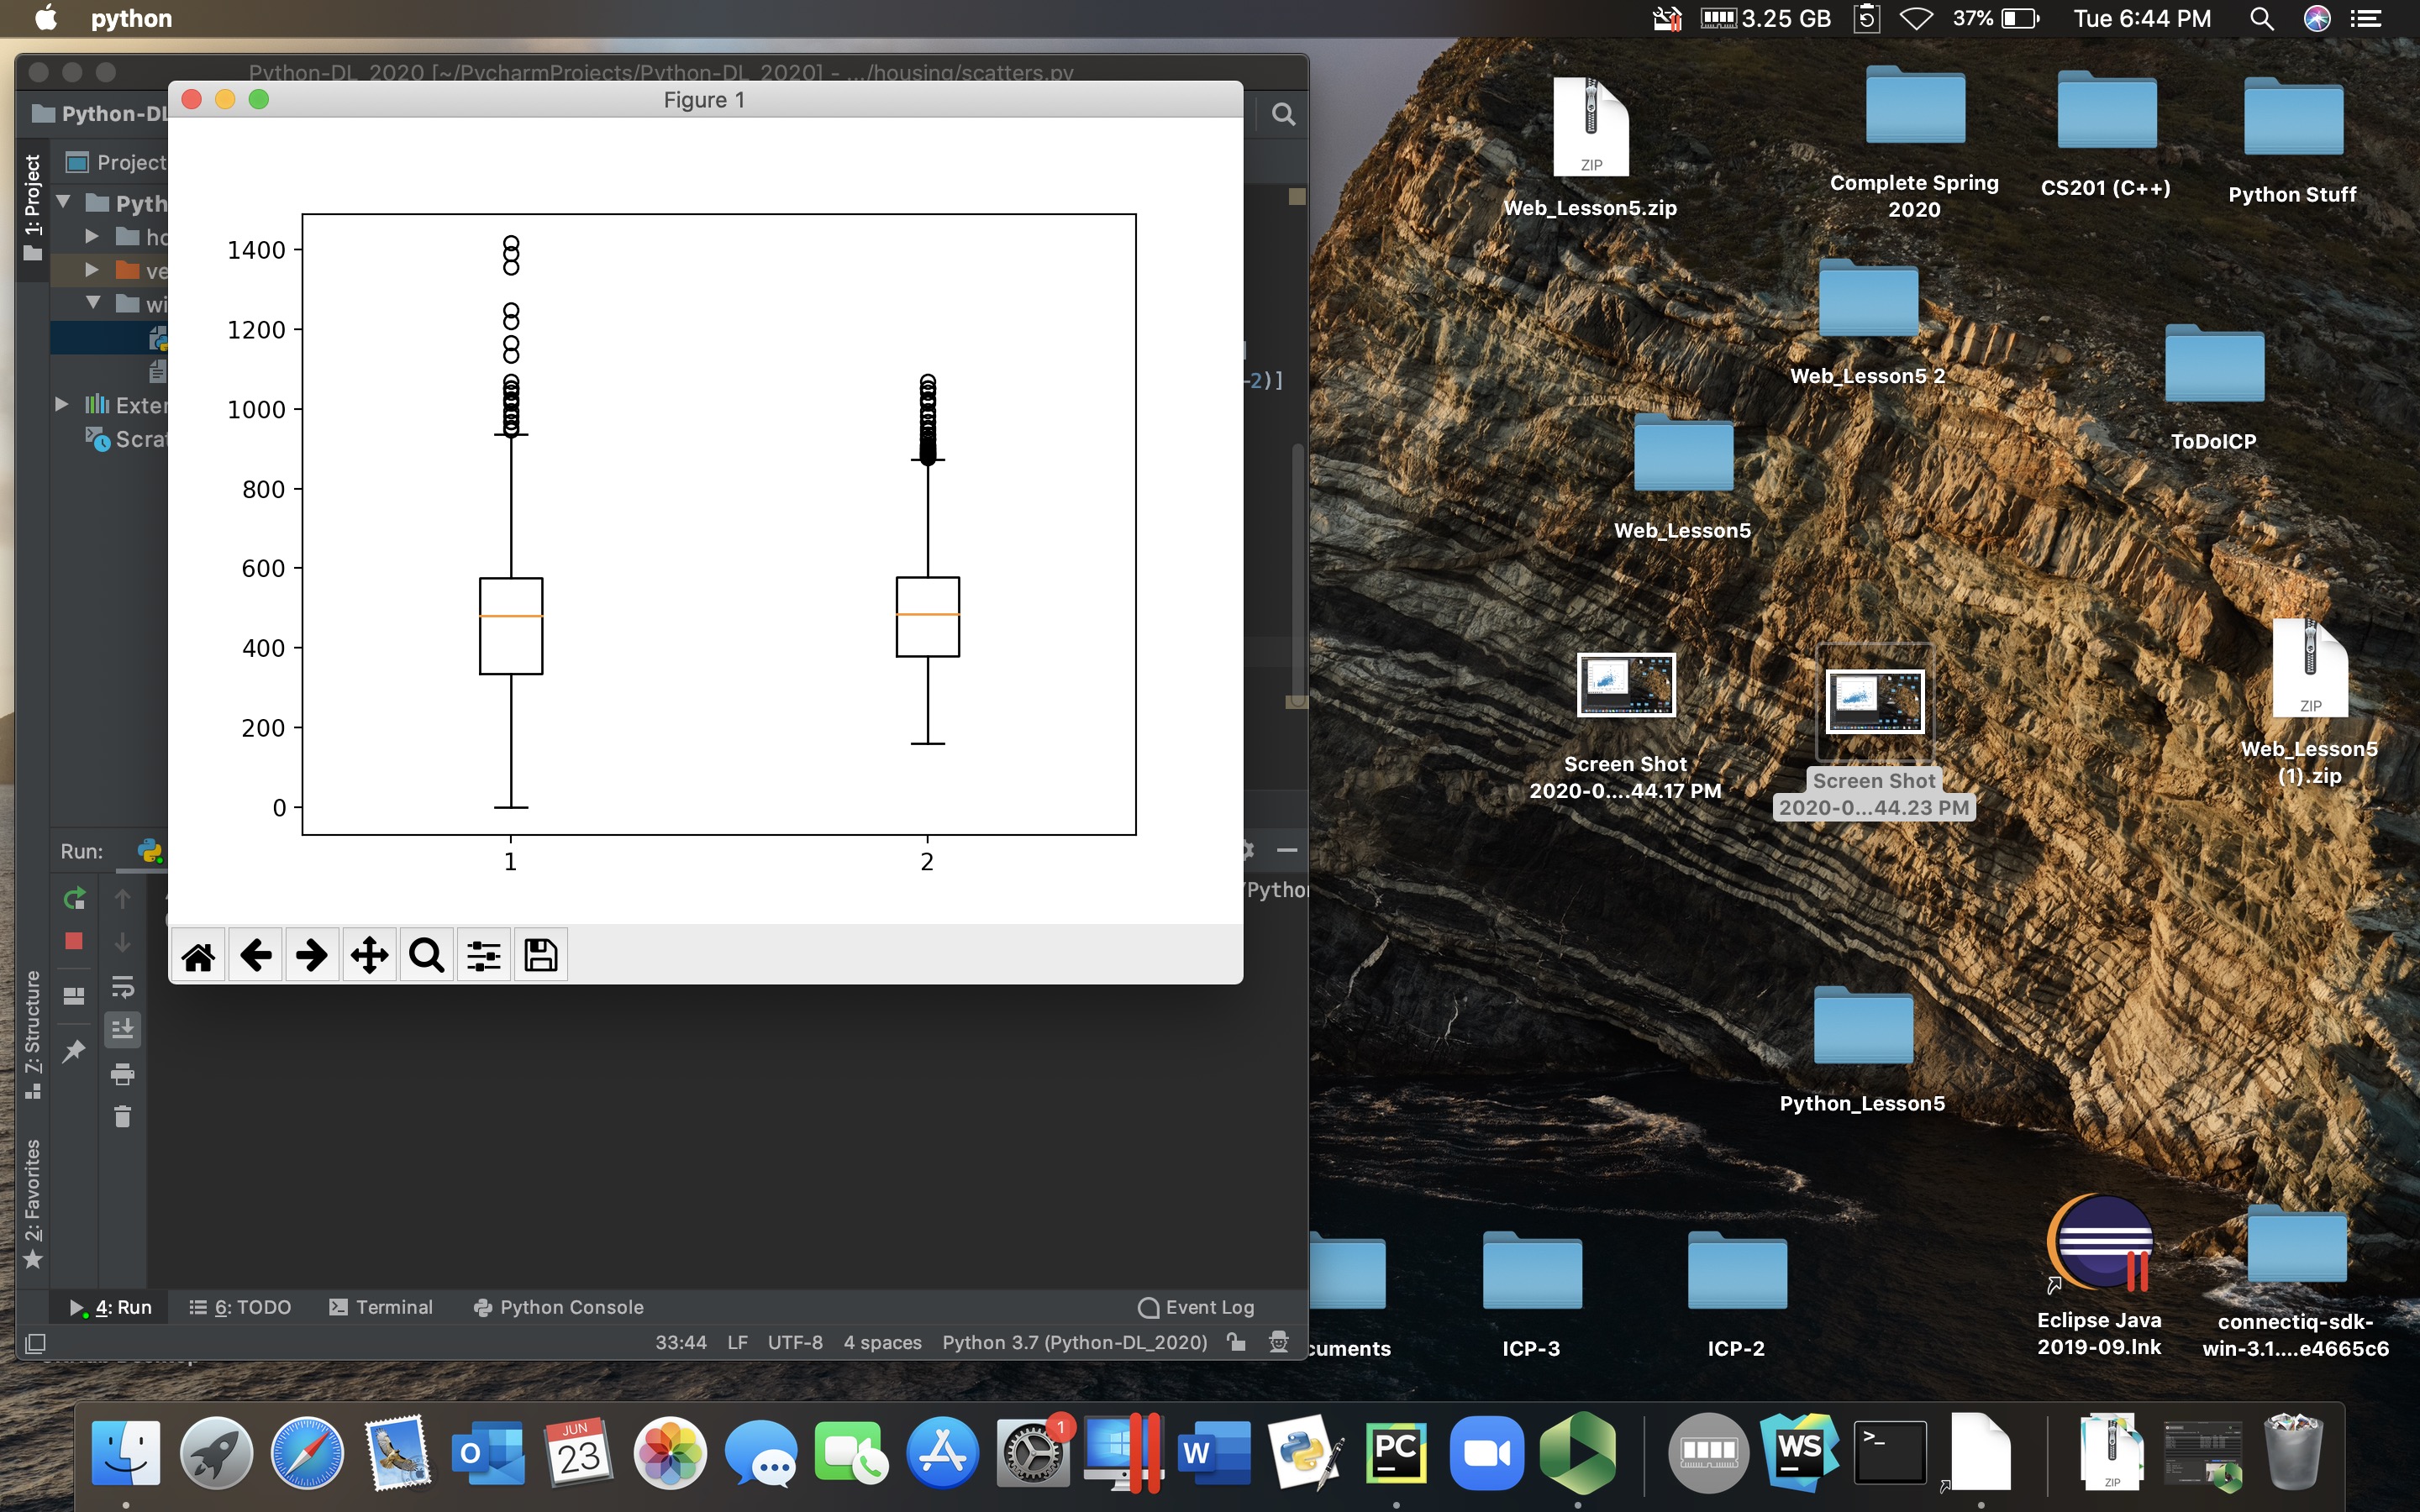 python
3.25 GB
37%
Tue 6:44 PM
Python-DL_2020 [~/PycharmProjects/Python-DL_2020] - .../housing/scatters.py
Python-DL
Figure 1
1: Project
Project
Pyth
ho
ve
wi
Exter
Scrat
-2)]
1400
1200
1000
800
600
400
200
0
1
2
Run:
/Pythor
7: Structure
2: Favorites
4: Run
6: TODO
Terminal
Python Console
Event Log
33:44
LF
UTF-8
4 spaces
Python 3.7 (Python-DL_2020)
ZIP
Web_Lesson5.zip
Complete Spring
2020
CS201 (C++)
Python Stuff
Web_Lesson5 2
ToDoICP
Web_Lesson5
Screen Shot
2020-0....44.17 PM
Screen Shot
2020-0...44.23 PM
ZIP
Web_Lesson5
(1).zip
Python_Lesson5
cuments
ICP-3
ICP-2
Eclipse Java
2019-09.lnk
connectiq-sdk-
win-3.1....e4665c6
O
JUN
23
1
W
PC
WS
>_
ZIP